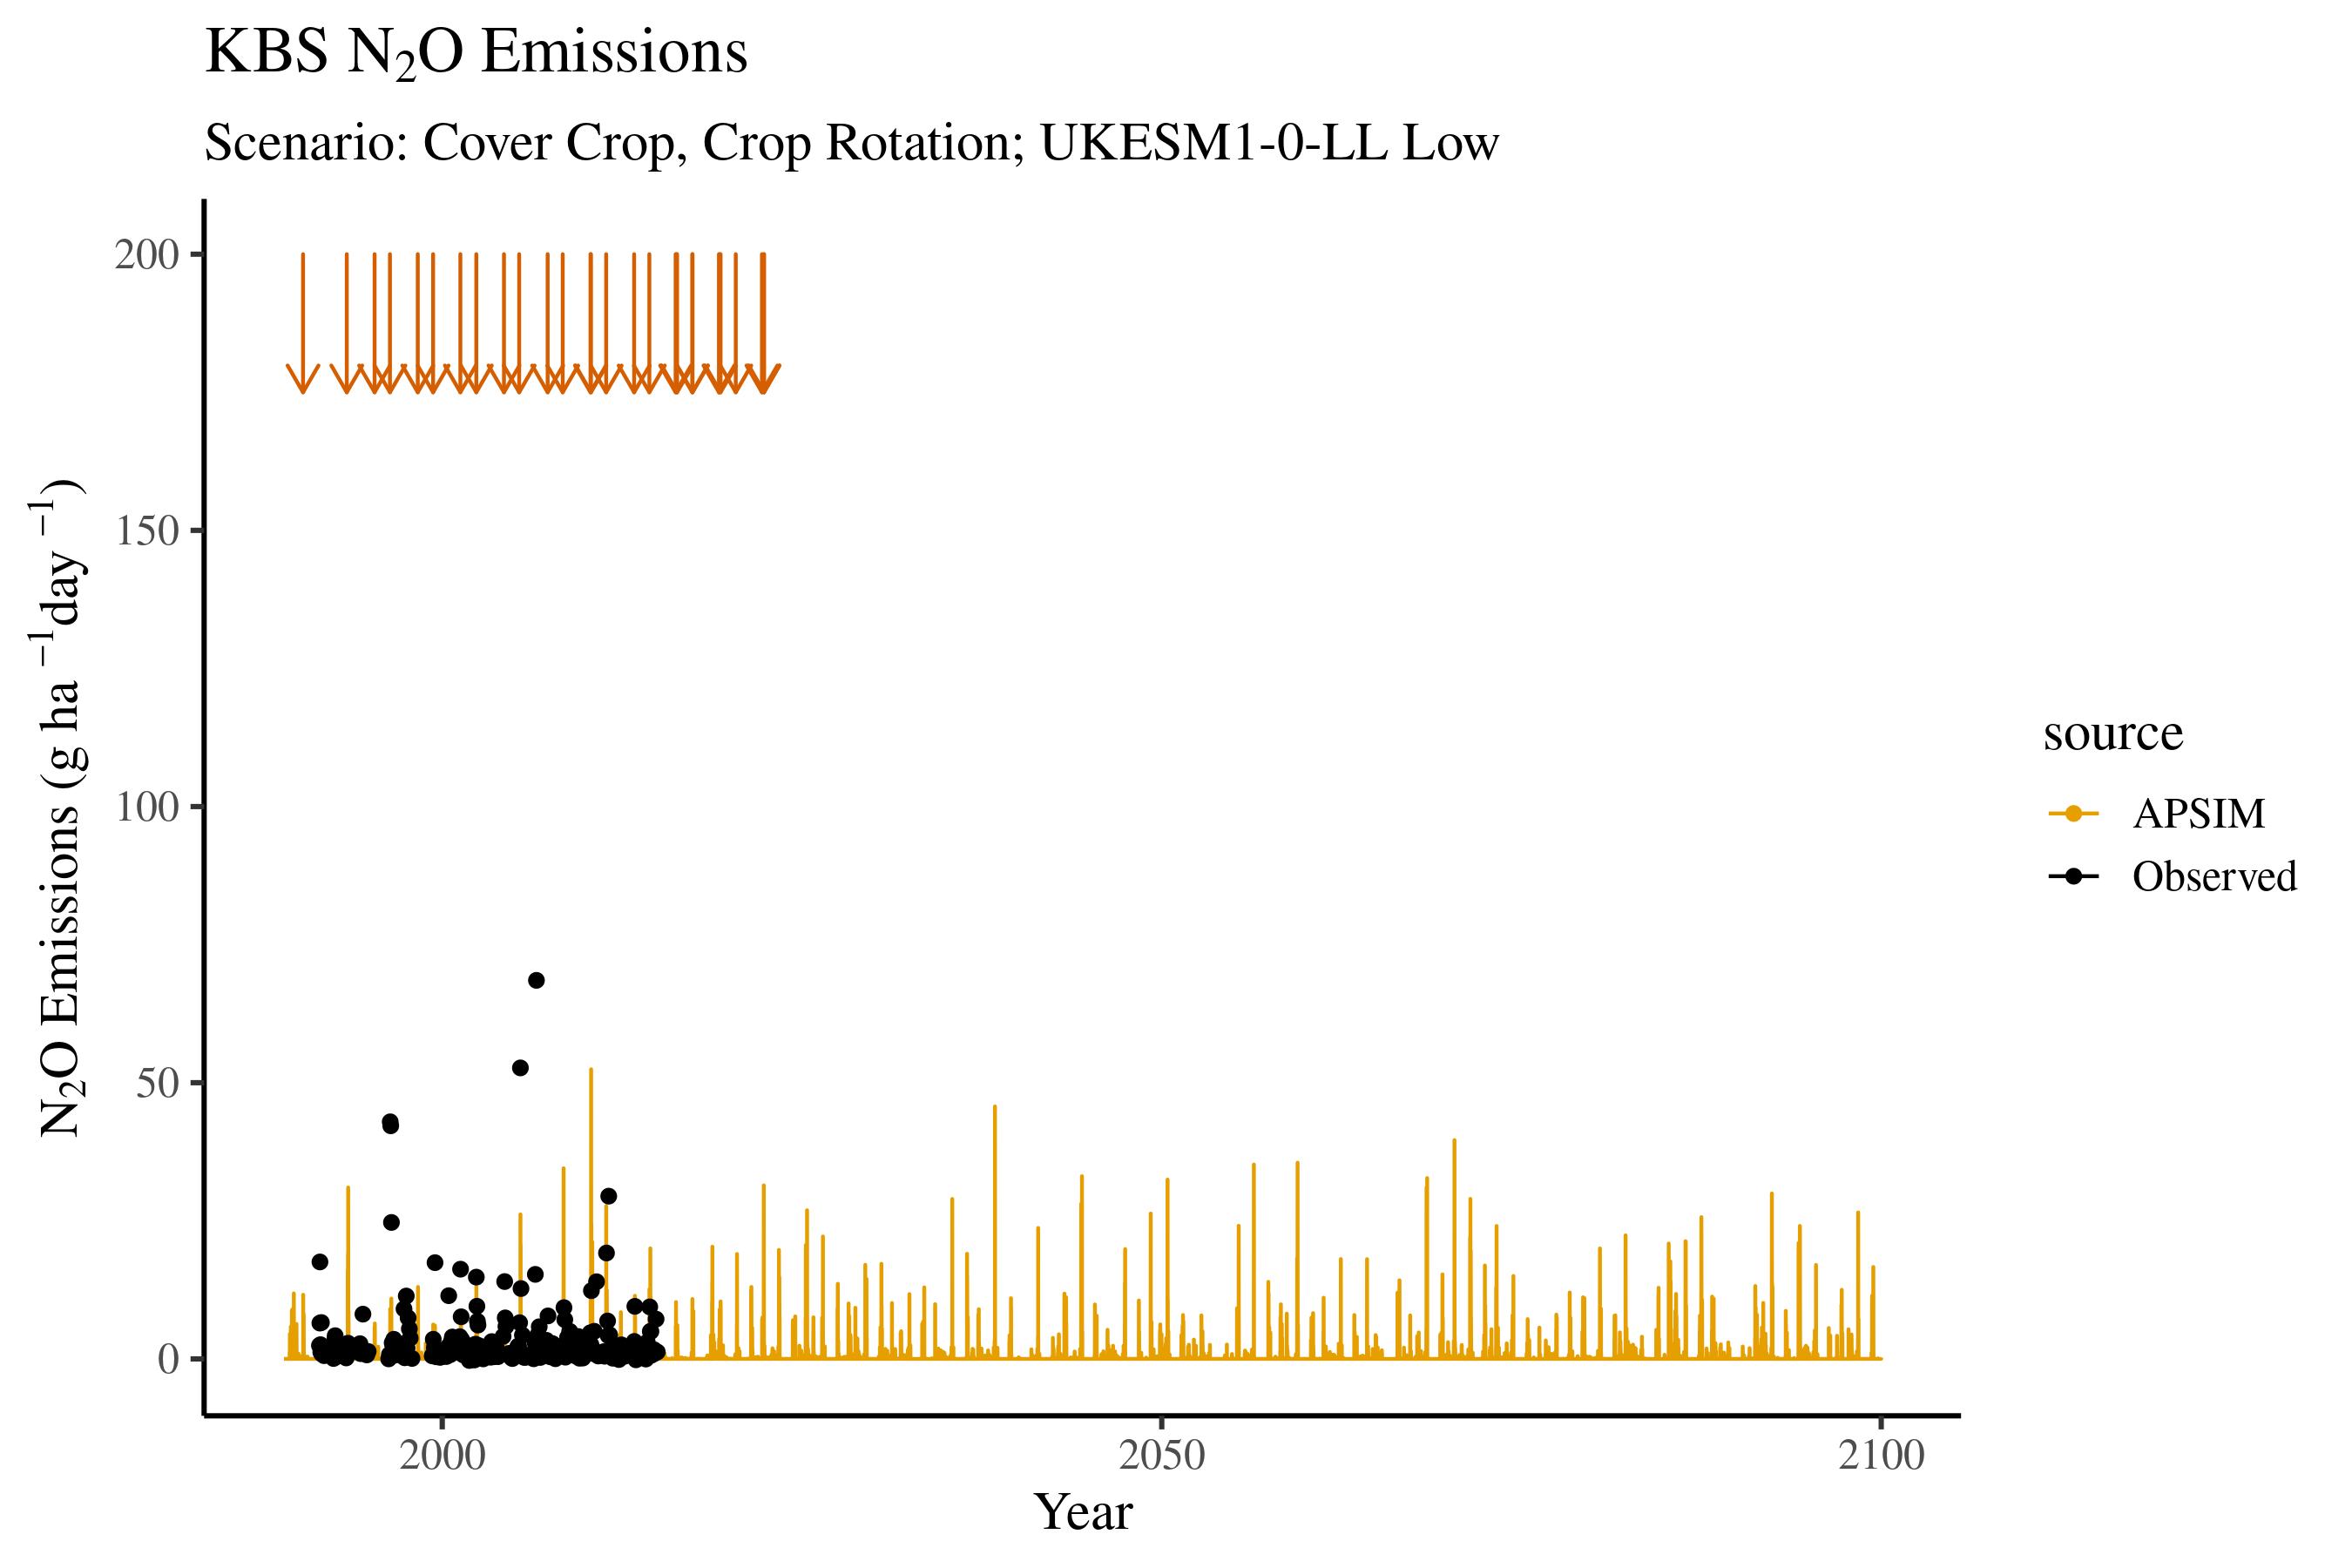 KBS N₂O Emissions
Scenario: Cover Crop, Crop Rotation; UKESM1-0-LL Low
N₂O Emissions (g ha ⁻¹day ⁻¹)
200
150
100
50
0
2000
2050
2100
Year
source
APSIM
Observed